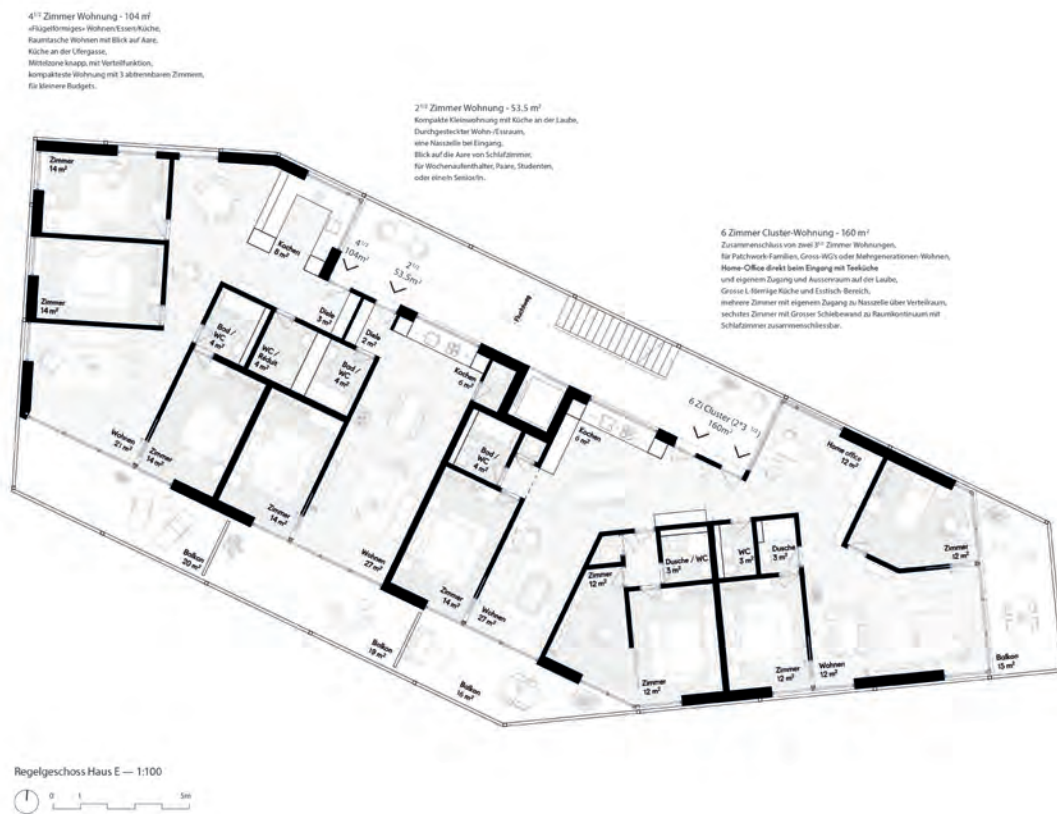 4 1/2 Zimmer Wohnung - 104 m²
«Flügelförmiges» Wohnen/Essen/Küche,
Raumtasche Wohnen mit Blick auf Aare,
Küche an der Ufergasse,
Mittelzone knapp, mit Verteilfunktion,
kompakteste Wohnung mit 3 abtrennbaren Zimmern,
für kleinere Budgets.
2 1/2 Zimmer Wohnung - 53.5 m²
Kompakte Kleinwohnung mit Küche an der Laube,
Durchgesteckter Wohn-/Essraum,
eine Nasszelle bei Eingang,
Blick auf die Aare von Schlafzimmer,
für Wochenaufenthalter, Paare, Studenten,
oder eine/n Senior/in.
6 Zimmer Cluster-Wohnung - 160 m²
Zusammenschluss von zwei 3 1/2 Zimmer Wohnungen,
für Patchwork-Familien, Gross-WG's oder Mehrgenerationen-Wohnen,
Home-Office direkt beim Eingang mit Teeküche
und eigenem Zugang und Aussenraum auf der Laube,
Grosse L-förmige Küche und Esstisch-Bereich,
mehrere Zimmer mit eigenem Zugang zu Nasszelle über Verteilraum,
sechstes Zimmer mit Grosser Schiebewand zu Raumkontinuum mit
Schlafzimmer zusammenschliessbar.
Zimmer
14 m²
Zimmer
14 m²
Kochen
8 m²
4 1/2
104m²
2 1/2
53.5m²
Diele
3 m²
Diele
2 m²
Bad /
WC
4 m²
WC /
Réduit
4 m²
Bad /
WC
4 m²
Kochen
6 m²
Kochen
6 m²
6 Zi Cluster (2*3 1/2)
160m²
Home office
12 m²
Wohnen
21 m²
Zimmer
14 m²
Zimmer
14 m²
Bad /
WC
4 m²
Balkon
20 m²
Wohnen
27 m²
Zimmer
14 m²
Wohnen
27 m²
Zimmer
12 m²
Dusche / WC
3 m²
WC
3 m²
Dusche
3 m²
Zimmer
12 m²
Balkon
18 m²
Balkon
16 m²
Zimmer
12 m²
Zimmer
12 m²
Wohnen
12 m²
Balkon
15 m²
Regelgeschoss Haus E — 1:100
0 1 5m